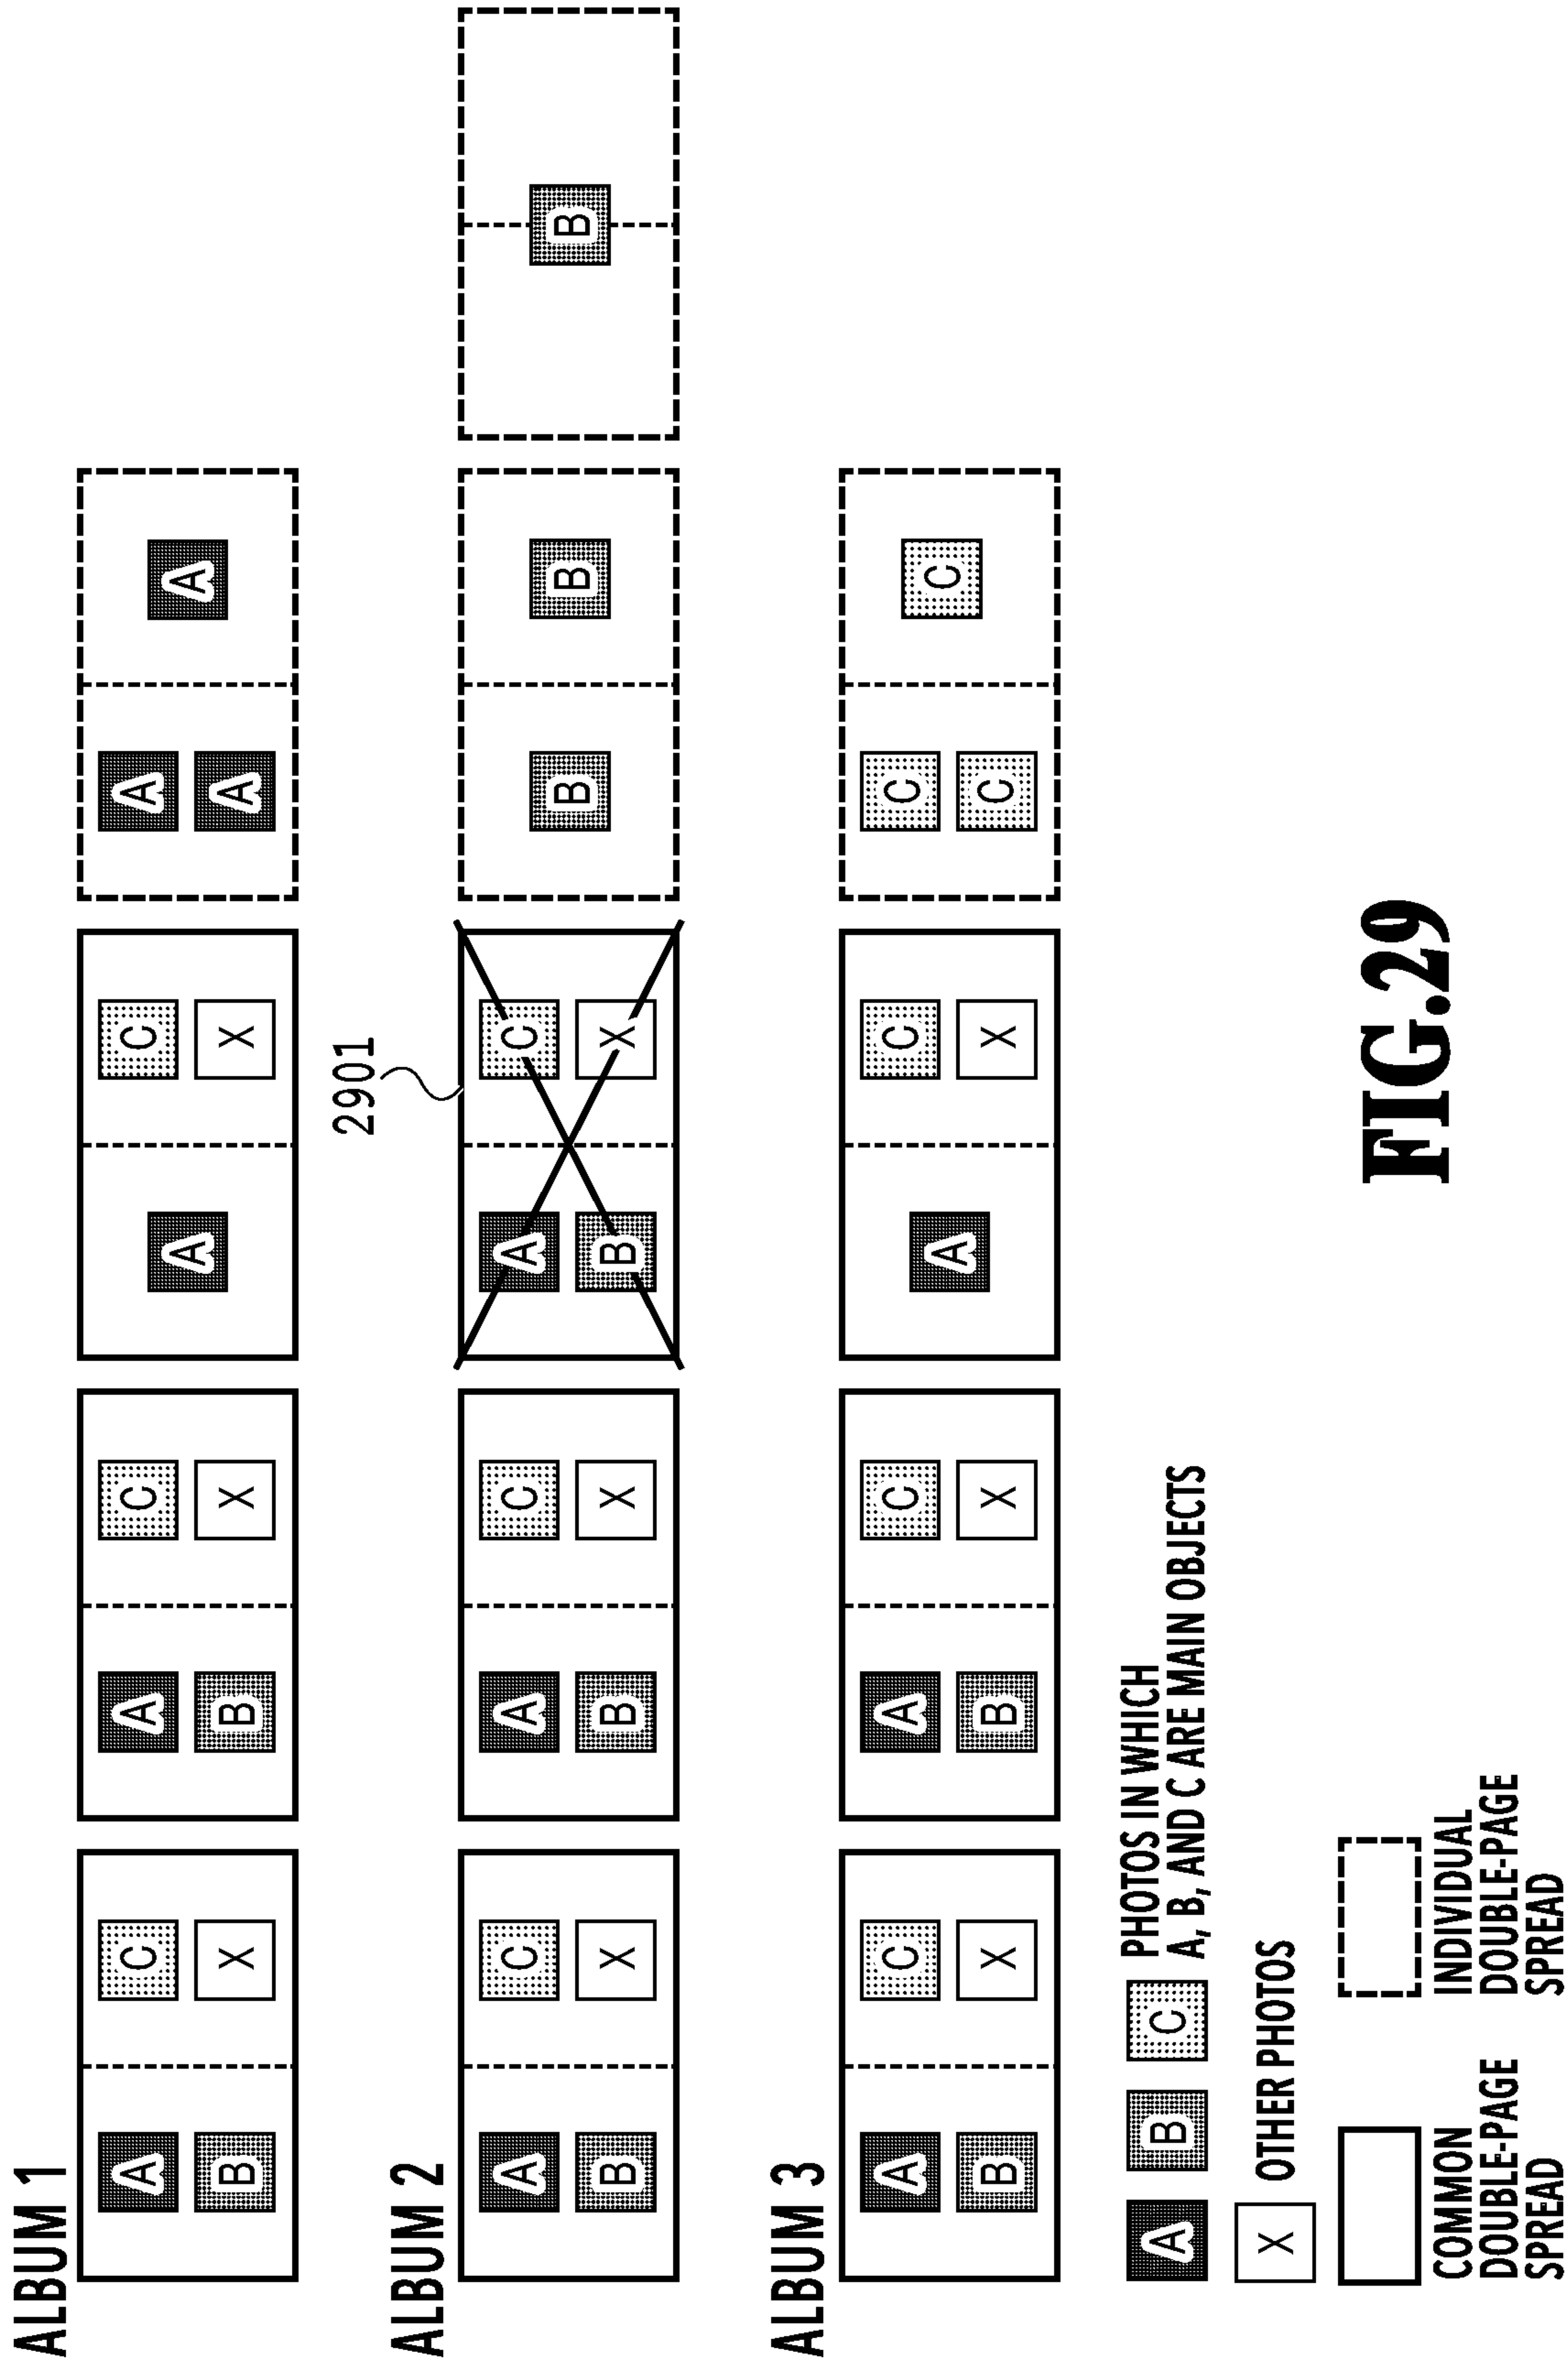 ALBUM 1
A C A C C A
A A
B X B X X A
ALBUM 2
2901
A C A C A C
B B B
B X B X B X
ALBUM 3
A C A C C C
A C
B X B X X C
A B C PHOTOS IN WHICH
A, B, AND C ARE MAIN OBJECTS
X OTHER PHOTOS
COMMON
DOUBLE-PAGE
SPREAD
INDIVIDUAL
DOUBLE-PAGE
SPREAD
FIG.29